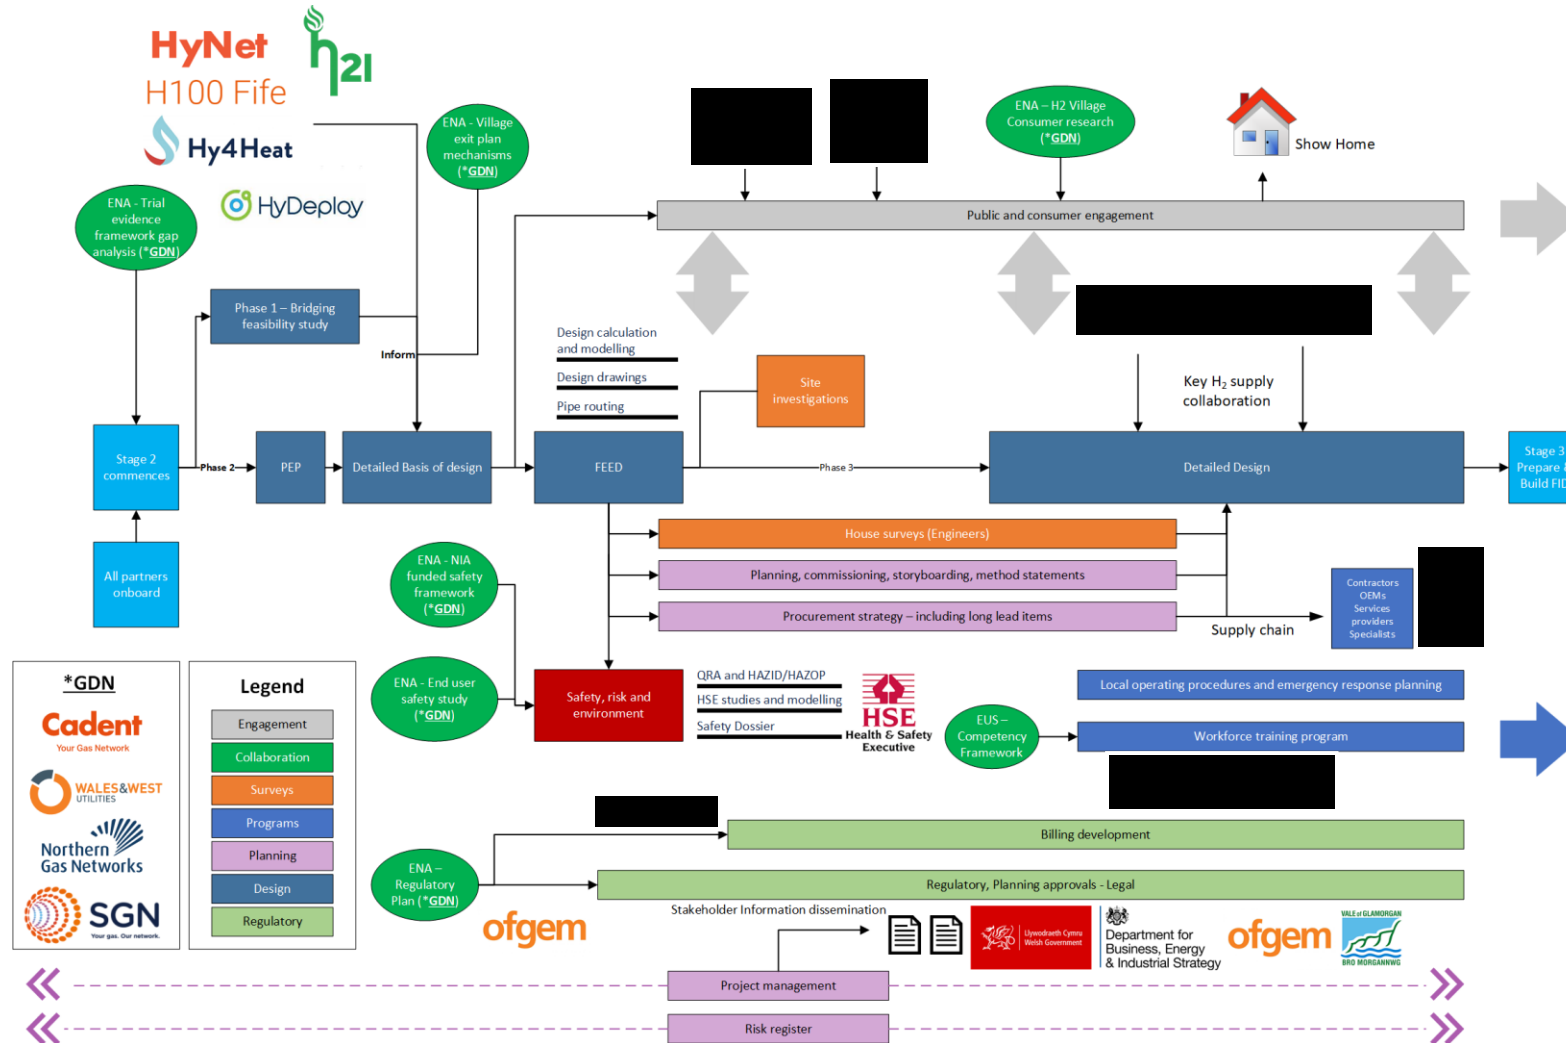 HyNet
h21
H100 Fife
Hy4Heat
HyDeploy
ENA - Trial
evidence
framework gap
analysis (*GDN)
ENA - Village
exit plan
mechanisms
(*GDN)
ENA – H2 Village
Consumer research
(*GDN)
Show Home
Public and consumer engagement
Phase 1 – Bridging
feasibility study
Inform
Design calculation
and modelling
Design drawings
Pipe routing
Site
investigations
Key H2 supply
collaboration
Stage 2
commences
Phase 2
PEP
Detailed Basis of design
FEED
Phase 3
Detailed Design
Stage 3
Prepare &
Build FID
All partners
onboard
House surveys (Engineers)
Planning, commissioning, storyboarding, method statements
Procurement strategy – including long lead items
Supply chain
Contractors
OEMs
Services
providers
Specialists
ENA - NIA
funded safety
framework
(*GDN)
ENA - End user
safety study
(*GDN)
Safety, risk and
environment
QRA and HAZID/HAZOP
HSE studies and modelling
Safety Dossier
HSE
Health & Safety
Executive
EUS –
Competency
Framework
Local operating procedures and emergency response planning
Workforce training program
*GDN
Cadent
Your Gas Network
WALES&WEST
UTILITIES
Northern
Gas Networks
SGN
Your gas. Our network.
Legend
Engagement
Collaboration
Surveys
Programs
Planning
Design
Regulatory
ENA –
Regulatory
Plan (*GDN)
Billing development
Regulatory, Planning approvals - Legal
ofgem
Stakeholder Information dissemination
Llywodraeth Cymru
Welsh Government
Department for
Business, Energy
& Industrial Strategy
ofgem
VALE of GLAMORGAN
BRO MORGANNWG
Project management
Risk register